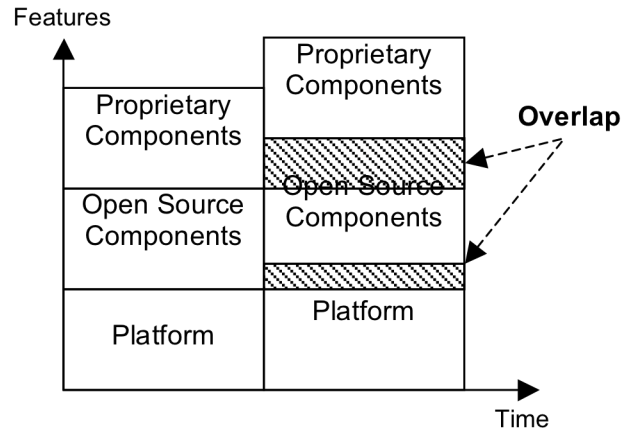 Features
Proprietary
Components
Proprietary
Components
Overlap
Open Source
Components
Open Source
Components
Platform
Platform
Time